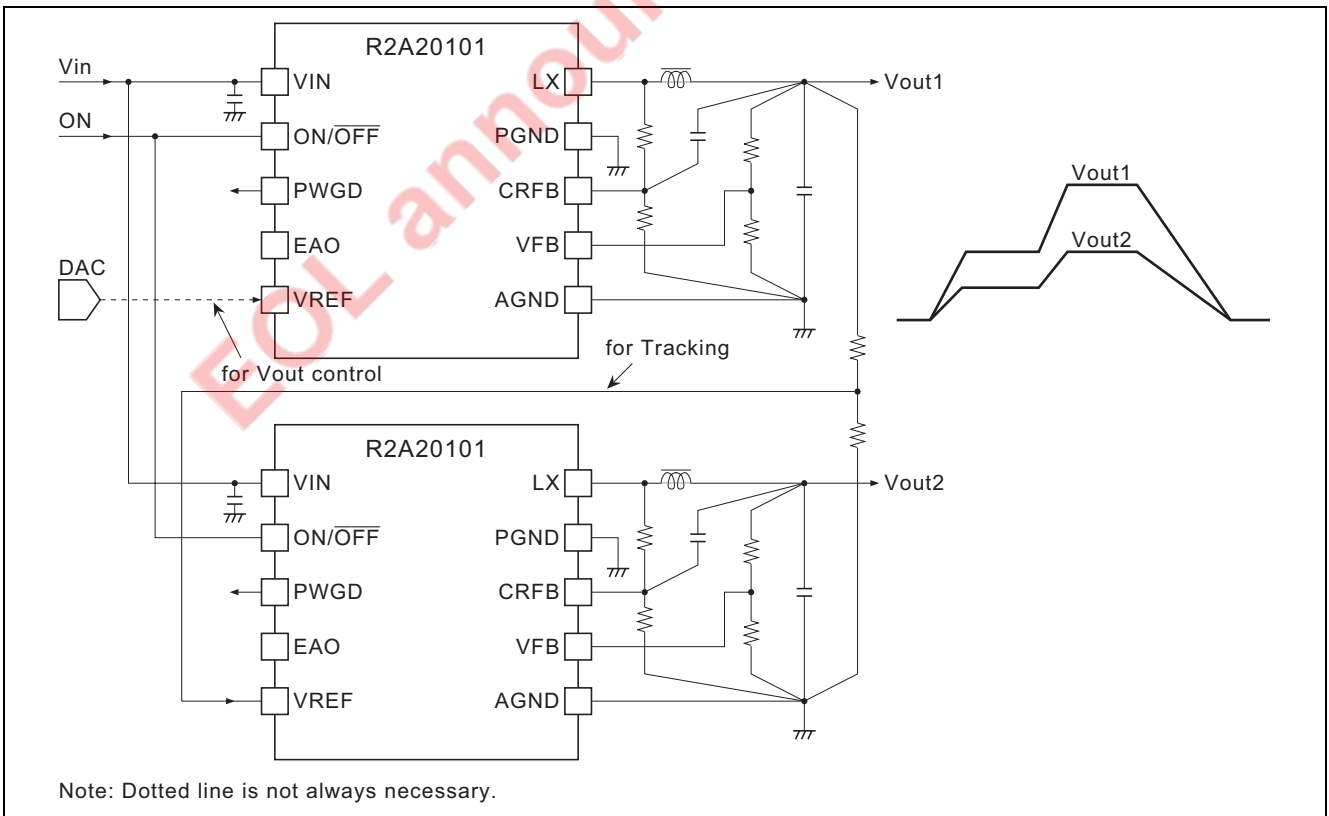 R2A20101
Vin
VIN
LX
Vout1
ON
ON/OFF
PGND
PWGD
CRFB
EAO
VFB
DAC
VREF
AGND
for Vout control
for Tracking
Vout1
Vout2
R2A20101
VIN
LX
Vout2
ON/OFF
PGND
PWGD
CRFB
EAO
VFB
VREF
AGND
Note: Dotted line is not always necessary.
EOL annou